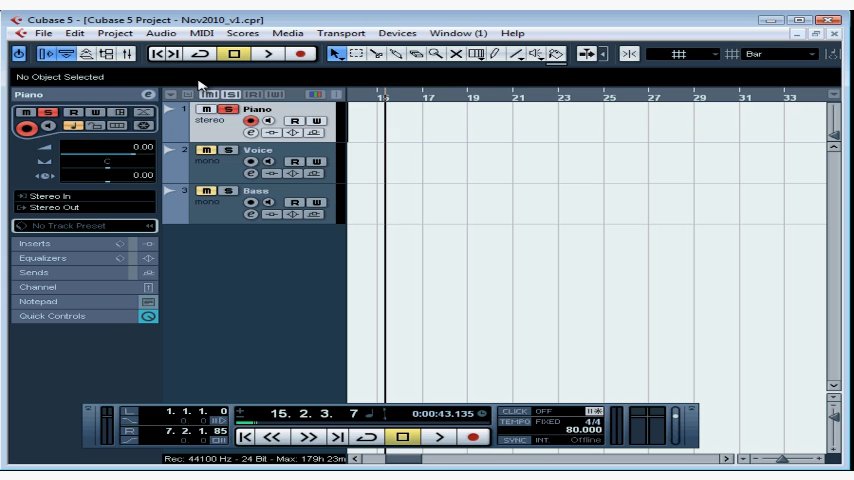 Cubase 5 - [Cubase 5 Project - Nov2010_v1.cpr]
File Edit Project Audio MIDI Scores Media Transport Devices Window (1) Help
Bar
No Object Selected
Piano
15 17 19 21 23 25 27 29 31 33
m S R W
0.00
C
0.00
Stereo In
Stereo Out
No Track Preset
Inserts
Equalizers
Sends
Channel
Notepad
Quick Controls
1 m S Piano
stereo R W
2 m S Voice
mono R W
3 m S Bass
mono R W
L 1. 1. 1. 0
0 0
R 7. 2. 1. 85
0 0
15. 2. 3. 7
0:00:43.135
CLICK OFF
TEMPO FIXED 4/4
80.000
SYNC INT. Offline
Rec: 44100 Hz - 24 Bit - Max: 179h 23m